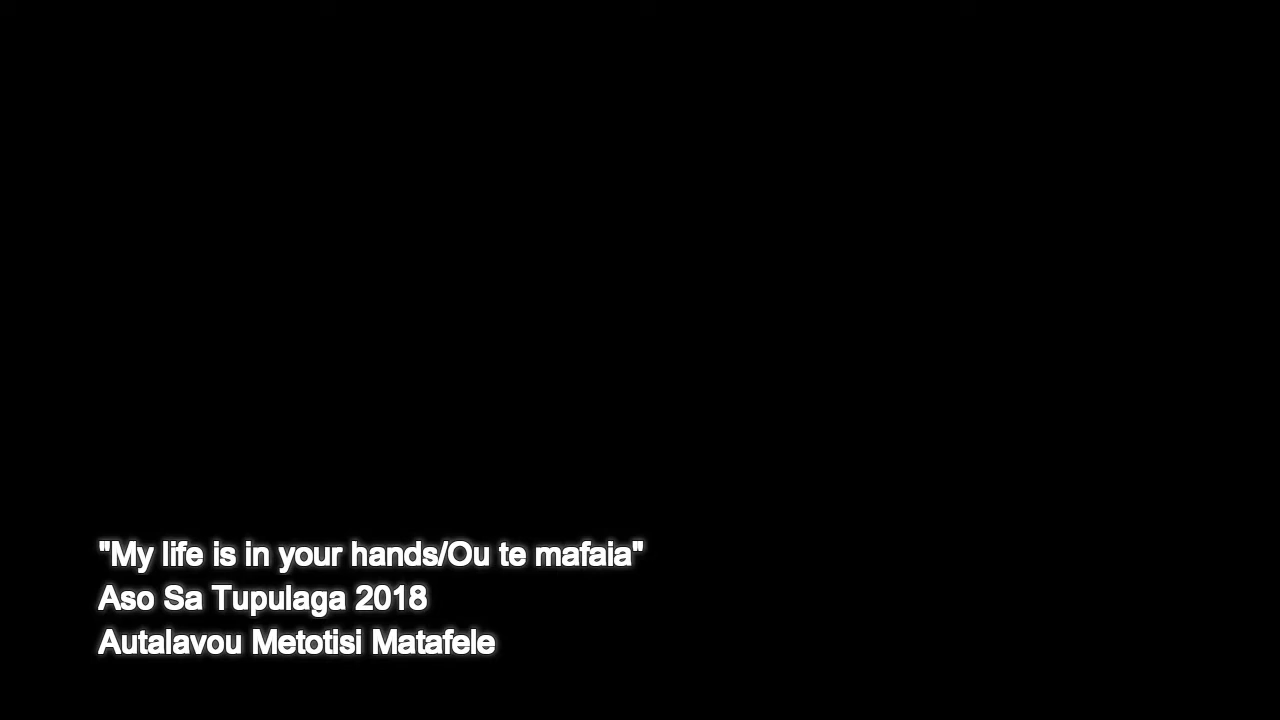 "My life is in your hands/Ou te mafaia"
Aso Sa Tupulaga 2018
Autalavou Metotisi Matafele